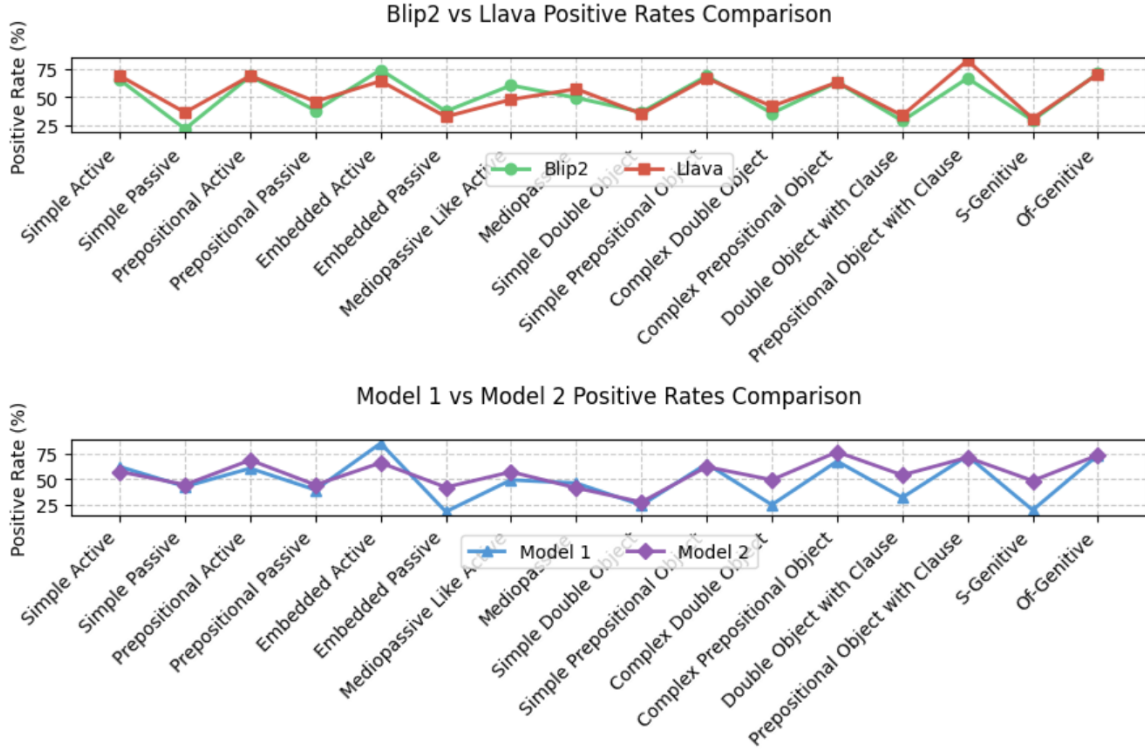 Blip2 vs Llava Positive Rates Comparison
Positive Rate (%)
75
50
25
Simple Active
Simple Passive
Prepositional Active
Prepositional Passive
Embedded Active
Embedded Passive
Mediopassive Like Active
Mediopassive
Simple Double Object
Simple Prepositional Object
Complex Double Object
Complex Prepositional Object
Double Object with Clause
Prepositional Object with Clause
S-Genitive
Of-Genitive
Blip2
Llava
Model 1 vs Model 2 Positive Rates Comparison
Positive Rate (%)
75
50
25
Simple Active
Simple Passive
Prepositional Active
Prepositional Passive
Embedded Active
Embedded Passive
Mediopassive Like Active
Mediopassive
Simple Double Object
Simple Prepositional Object
Complex Double Object
Complex Prepositional Object
Double Object with Clause
Prepositional Object with Clause
S-Genitive
Of-Genitive
Model 1
Model 2